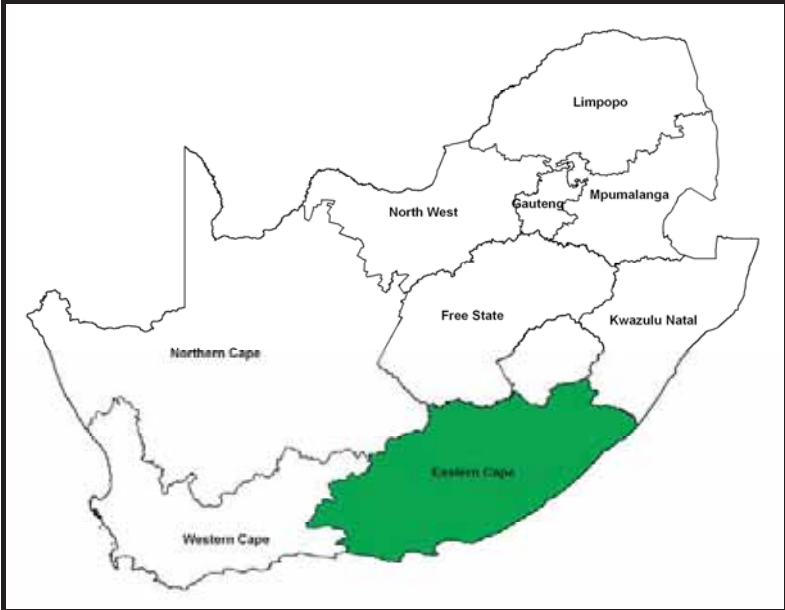 Limpopo
Mpumalanga
Gauteng
North West
Free State
Kwazulu Natal
Northern Cape
Eastern Cape
Western Cape